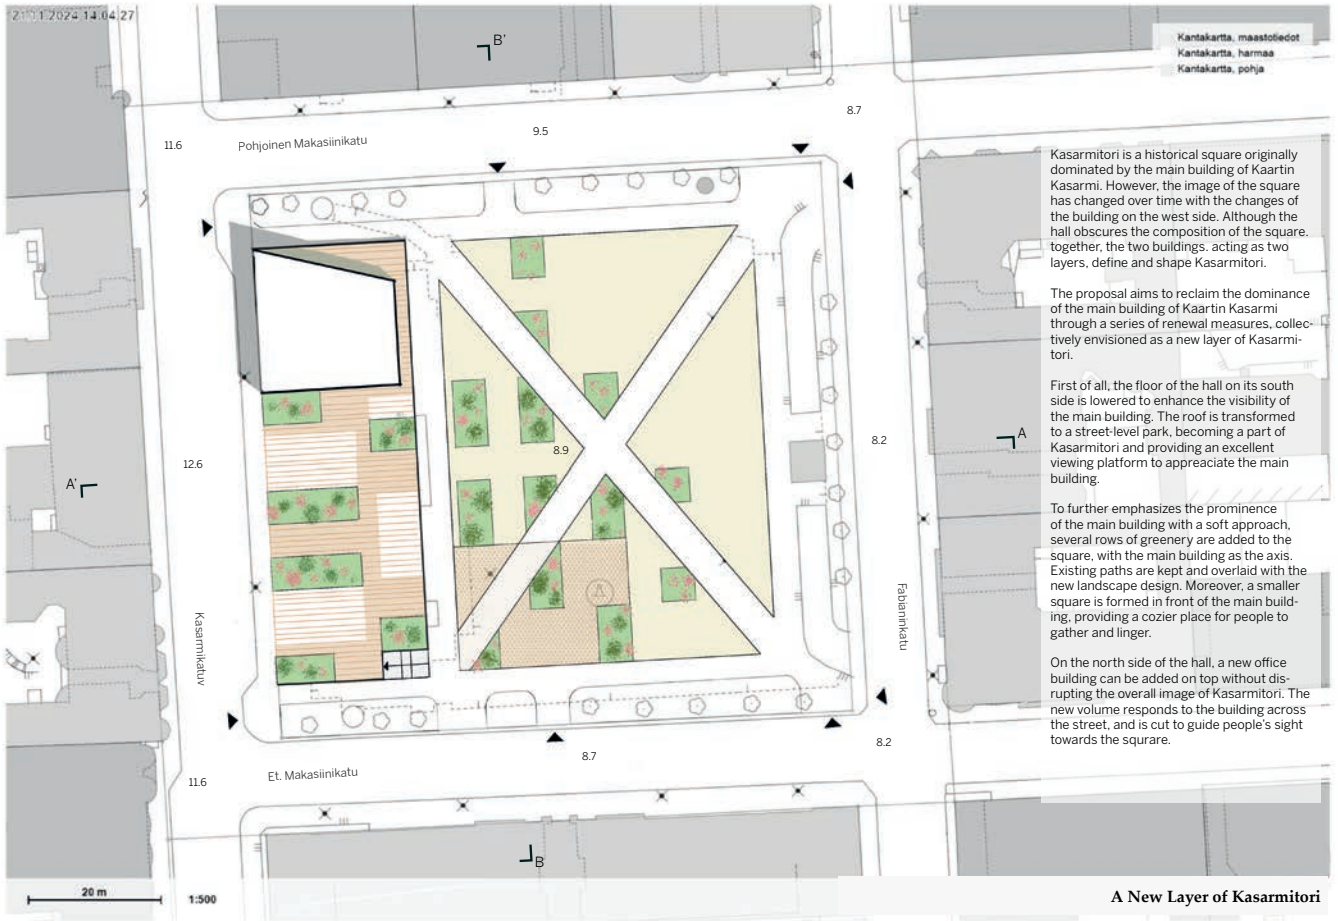 21.11.2024 14.04.27
B'
Kantakartta, maastotiedot
Kantakartta, harmaa
Kantakartta, pohja
8.7
9.5
11.6
Pohjoinen Makasiinikatu
Kasarmitori is a historical square originally
dominated by the main building of Kaartin
Kasarmi. However, the image of the square
has changed over time with the changes of
the building on the west side. Although the
hall obscures the composition of the square.
together, the two buildings. acting as two
layers, define and shape Kasarmitori.
The proposal aims to reclaim the dominance
of the main building of Kaartin Kasarmi
through a series of renewal measures, collec-
tively envisioned as a new layer of Kasarmi-
tori.
First of all, the floor of the hall on its south
side is lowered to enhance the visibility of
the main building. The roof is transformed
to a street-level park, becoming a part of
Kasarmitori and providing an excellent
viewing platform to appreaciate the main
building.
To further emphasizes the prominence
of the main building with a soft approach,
several rows of greenery are added to the
square, with the main building as the axis.
Existing paths are kept and overlaid with the
new landscape design. Moreover, a smaller
square is formed in front of the main build-
ing, providing a cozier place for people to
gather and linger.
On the north side of the hall, a new office
building can be added on top without dis-
rupting the overall image of Kasarmitori. The
new volume responds to the building across
the street, and is cut to guide people's sight
towards the squrare.
A
8.2
8.9
12.6
A'
Kasarmikatuv
Fabianinkatu
8.2
8.7
Et. Makasiinikatu
11.6
B
20 m
1:500
A New Layer of Kasarmitori